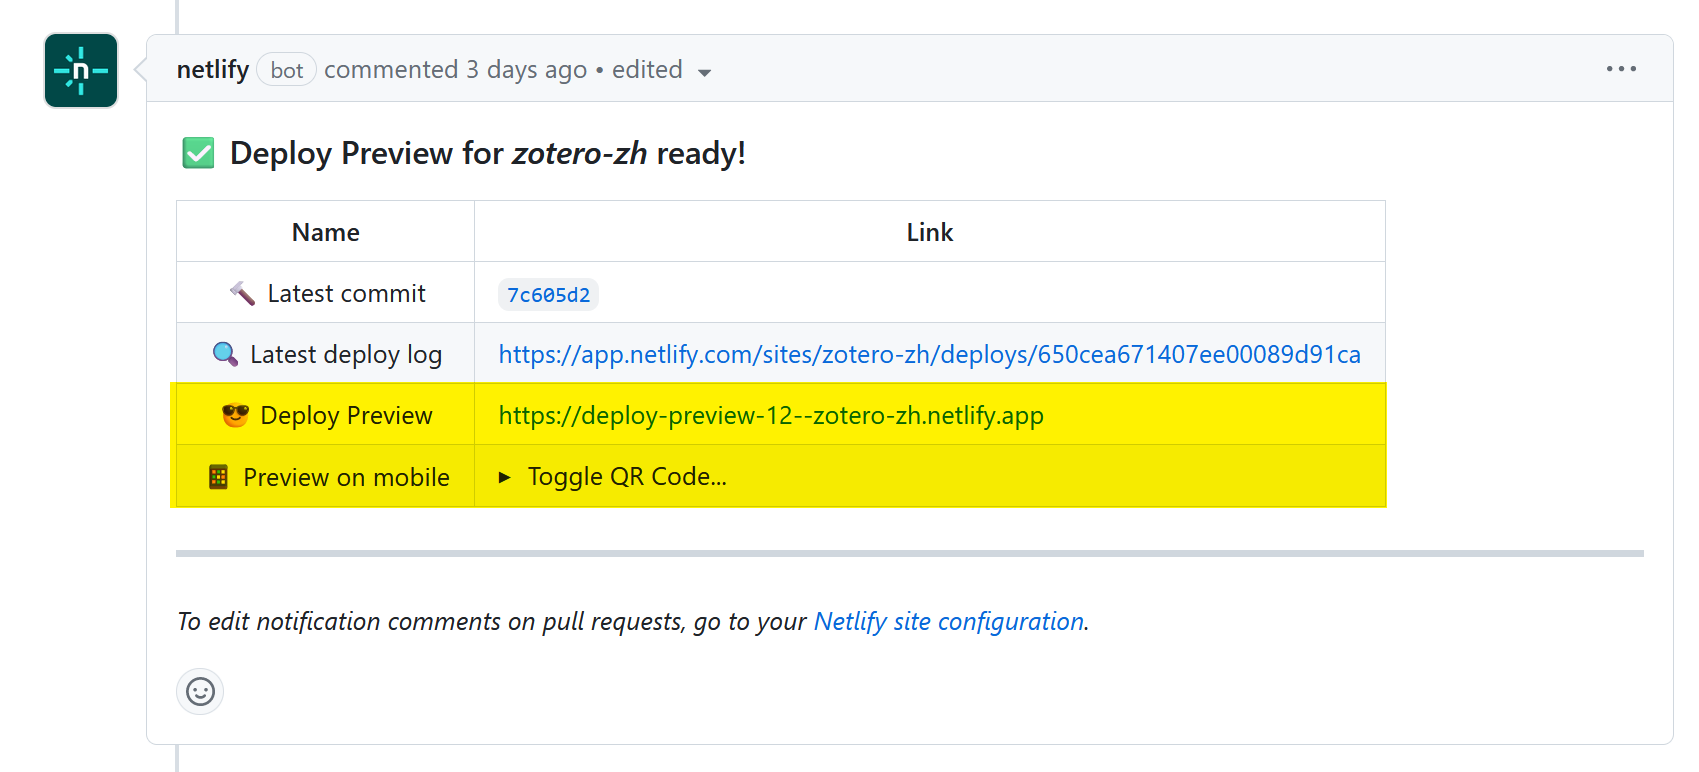 netlify bot commented 3 days ago • edited
n
Deploy Preview for zotero-zh ready!
Name Link
Latest commit 7c605d2
Latest deploy log https://app.netlify.com/sites/zotero-zh/deploys/650cea671407ee00089d91ca
Deploy Preview https://deploy-preview-12--zotero-zh.netlify.app
Preview on mobile ▶ Toggle QR Code...
To edit notification comments on pull requests, go to your Netlify site configuration.